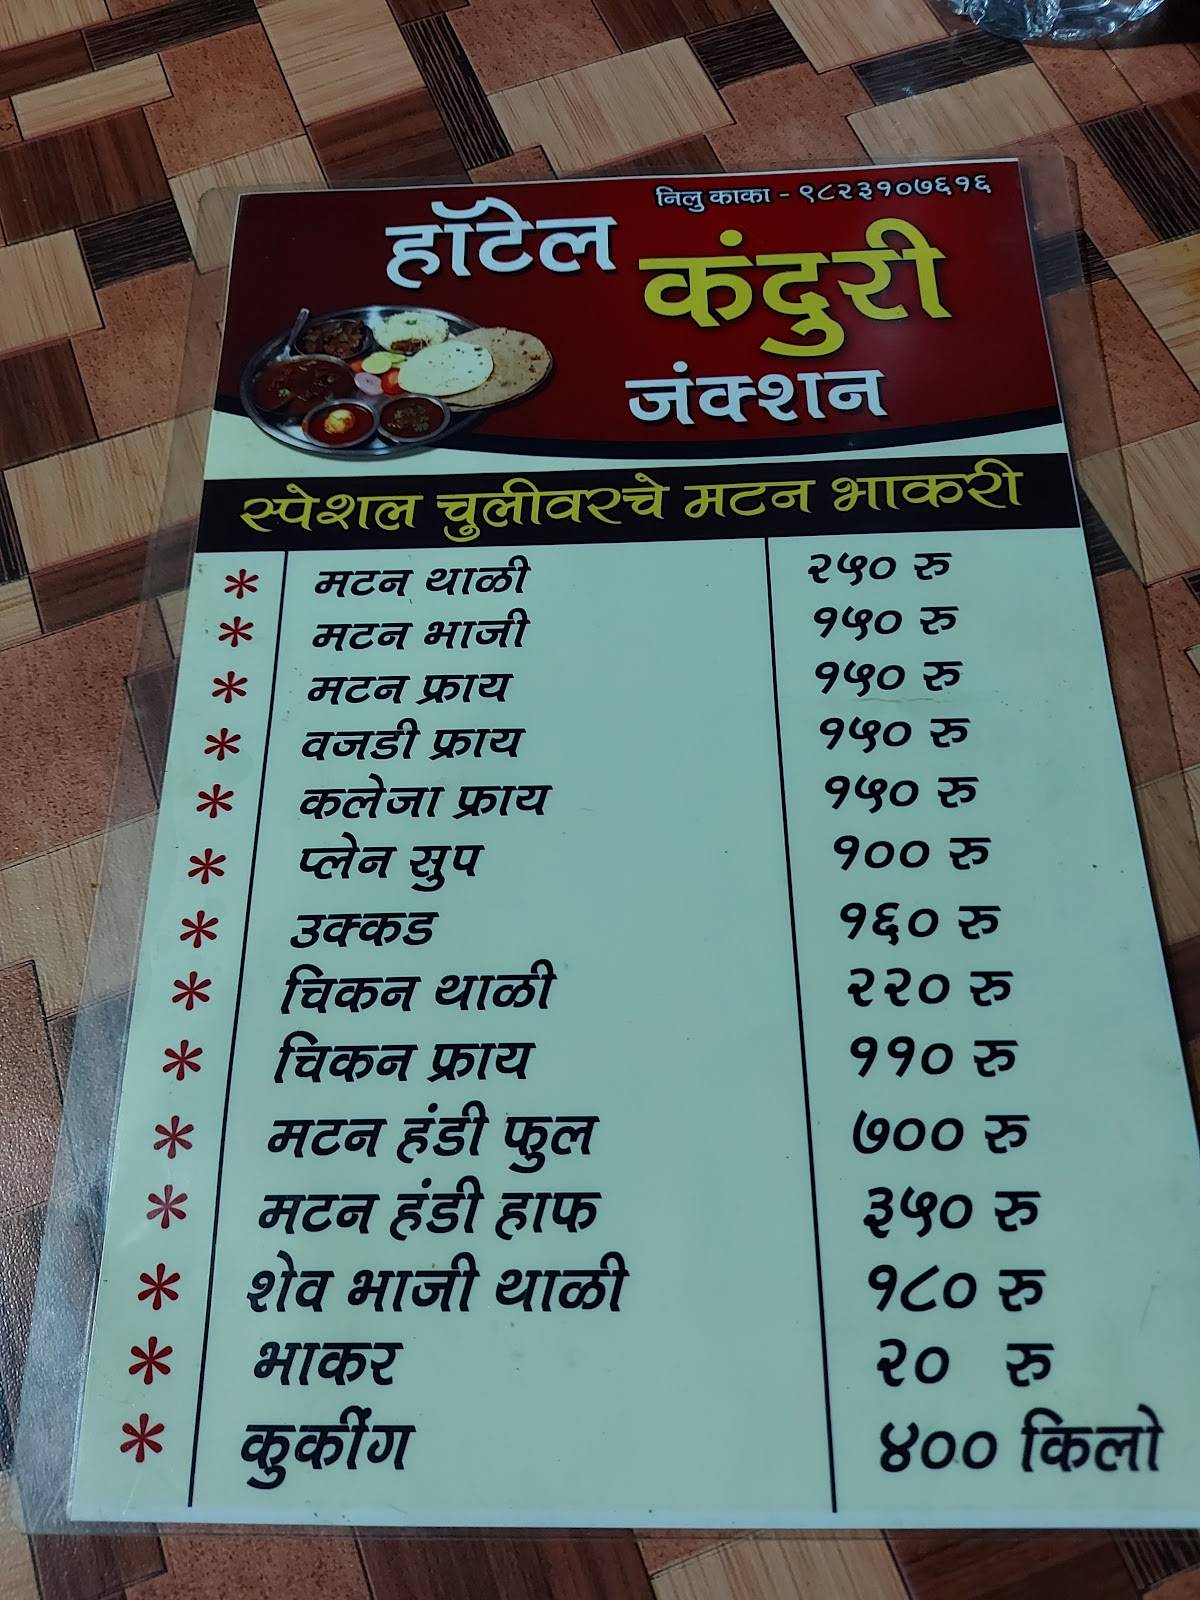 निलु काका - ९८२३१०७६१६
हॉटेल
कंदुरी
जंक्शन
स्पेशल चुलीवरचे मटन भाकरी
* मटन थाळी २५० रु
* मटन भाजी १५० रु
* मटन फ्राय १५० रु
* वजडी फ्राय १५० रु
* कलेजा फ्राय १५० रु
* प्लेन सुप १०० रु
* उक्कड १६० रु
* चिकन थाळी २२० रु
* चिकन फ्राय ११० रु
* मटन हंडी फुल ७०० रु
* मटन हंडी हाफ ३५० रु
* शेव भाजी थाळी १८० रु
* भाकर २० रु
* कुकींग ४०० किलो